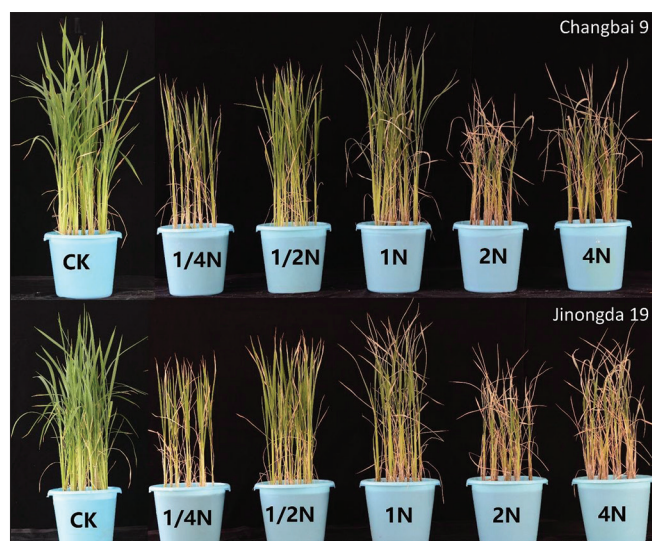 Changbai 9
CK
1/4N
1/2N
1N
2N
4N
Jinongda 19
CK
1/4N
1/2N
1N
2N
4N